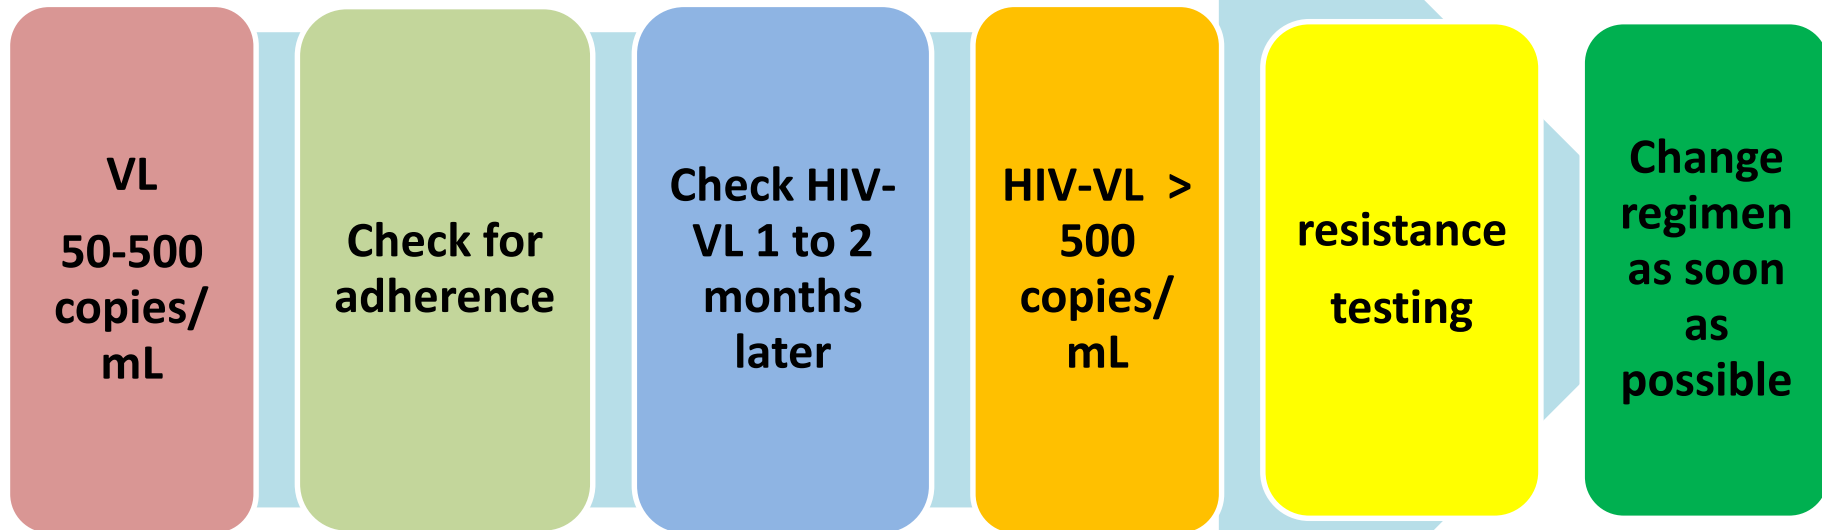 VL
50-500
copies/
mL
Check for
adherence
Check HIV-
VL 1 to 2
months
later
HIV-VL  >
500
copies/
mL
resistance
testing
Change
regimen
as soon
as
possible